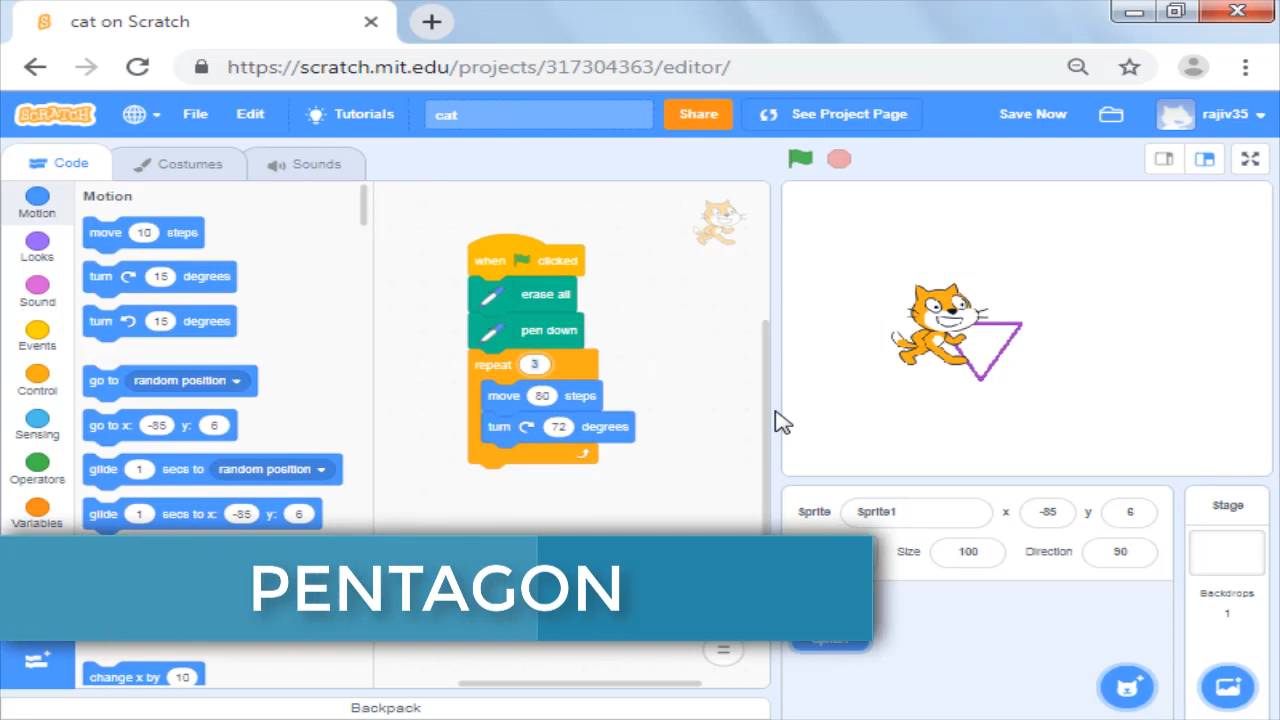 cat on Scratch
https://scratch.mit.edu/projects/317304363/editor/
SCRATCH File Edit Tutorials cat Share See Project Page Save Now rajiv35
Code Costumes Sounds
Motion
Looks
Sound
Events
Control
Sensing
Operators
Variables
Motion
move 10 steps
turn 15 degrees
turn 15 degrees
go to random position
go to x: -85 y: 6
glide 1 secs to random position
glide 1 secs to x: -85 y: 6
change x by 10
when clicked
erase all
pen down
repeat 3
move 80 steps
turn 72 degrees
Sprite Sprite1 x -85 y 6
Size 100 Direction 90
Stage
Backdrops
1
PENTAGON
Backpack